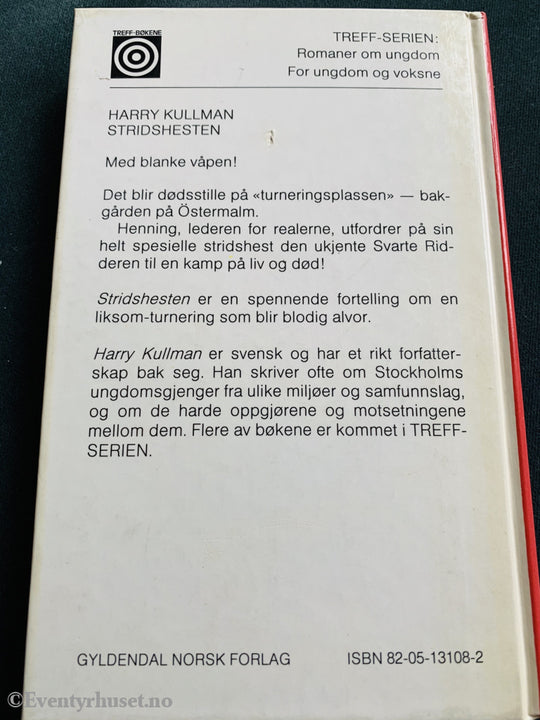 TREFF-BØKENE
TREFF-SERIEN:
Romaner om ungdom
For ungdom og voksne
HARRY KULLMAN
STRIDSHESTEN
Med blanke våpen!
Det blir dødsstille på «turneringsplassen» — bak-
gården på Östermalm.
Henning, lederen for realerne, utfordrer på sin
helt spesielle stridshest den ukjente Svarte Rid-
deren til en kamp på liv og død!
Stridshesten er en spennende fortelling om en
liksom-turnering som blir blodig alvor.
Harry Kullman er svensk og har et rikt forfatter-
skap bak seg. Han skriver ofte om Stockholms
ungdomsgjenger fra ulike miljøer og samfunnslag,
og om de harde oppgjørene og motsetningene
mellom dem. Flere av bøkene er kommet i TREFF-
SERIEN.
GYLDENDAL NORSK FORLAG ISBN 82-05-13108-2
©Eventyrhuset.no